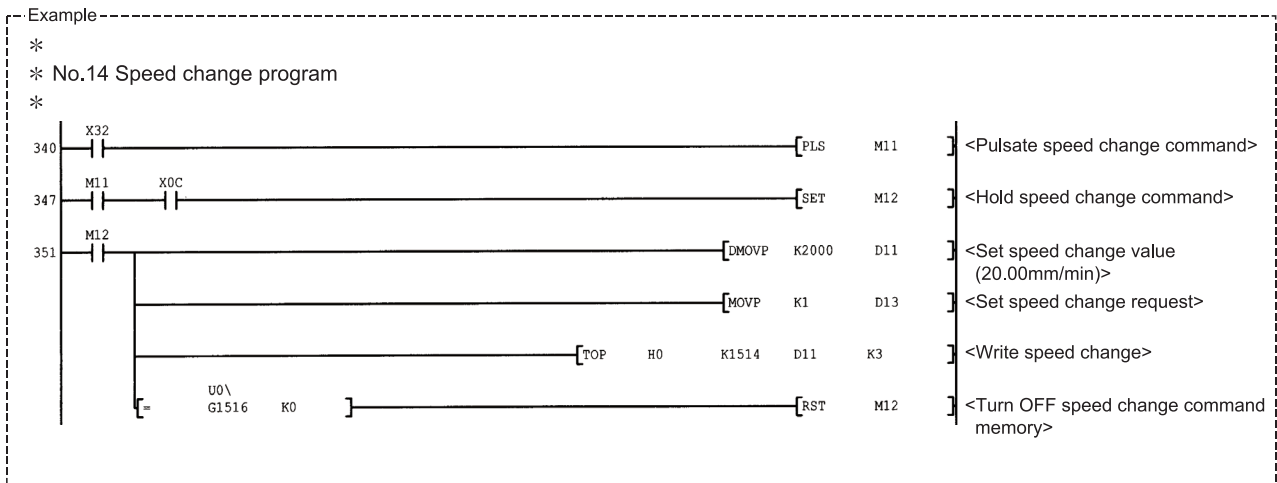 Example
*
* No.14 Speed change program
*
X32
340 [PLS M11 ] <Pulsate speed change command>
M11 X0C
347 [SET M12 ] <Hold speed change command>
M12
351 [DMOVP K2000 D11 ] <Set speed change value
(20.00mm/min)>
[MOVP K1 D13 ] <Set speed change request>
[TOP H0 K1514 D11 K3 ] <Write speed change>
U0\
[= G1516 K0 ] [RST M12 ] <Turn OFF speed change command
memory>